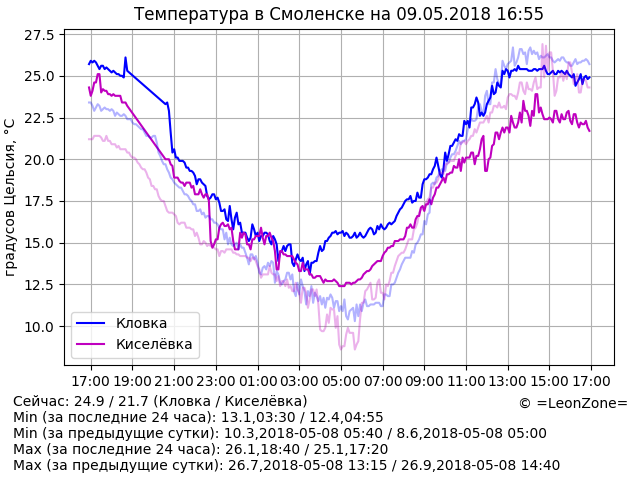 Температура в Смоленске на 09.05.2018 16:55
градусов Цельсия, °C
27.5
25.0
22.5
20.0
17.5
15.0
12.5
10.0
Кловка
Киселёвка
17:00 19:00 21:00 23:00 01:00 03:00 05:00 07:00 09:00 11:00 13:00 15:00 17:00
Сейчас: 24.9 / 21.7 (Кловка / Киселёвка)
© =LeonZone=
Min (за последние 24 часа): 13.1,03:30 / 12.4,04:55
Min (за предыдущие сутки): 10.3,2018-05-08 05:40 / 8.6,2018-05-08 05:00
Max (за последние 24 часа): 26.1,18:40 / 25.1,17:20
Max (за предыдущие сутки): 26.7,2018-05-08 13:15 / 26.9,2018-05-08 14:40